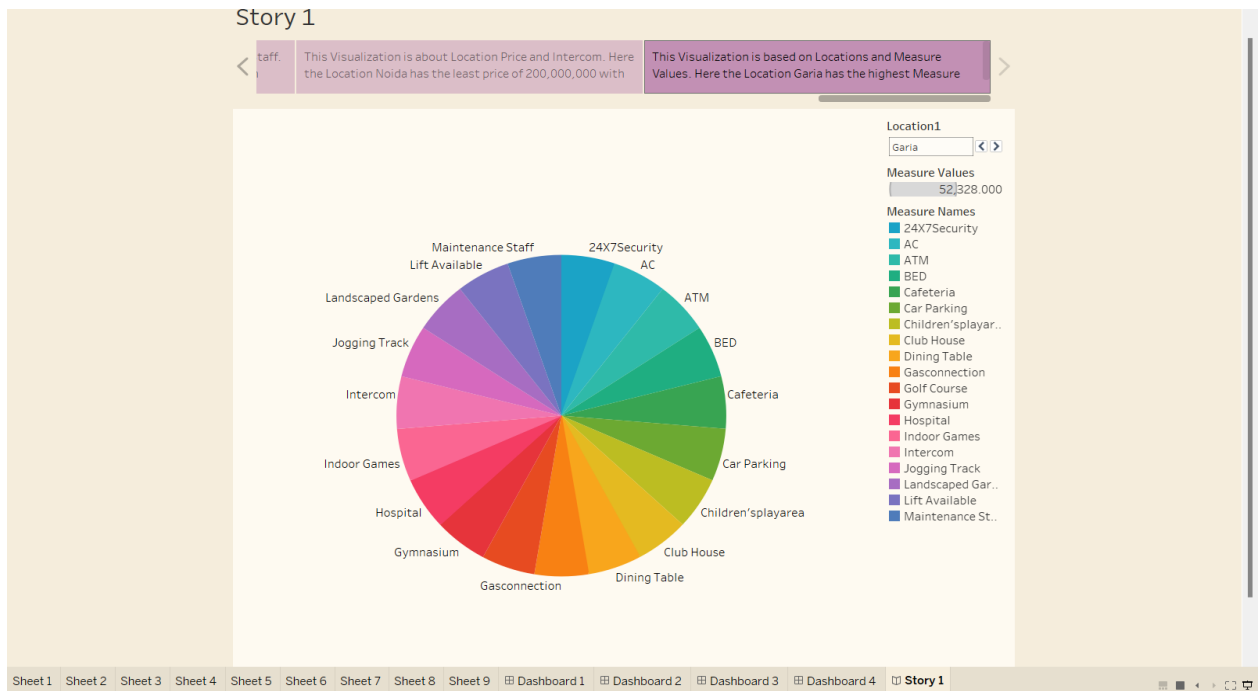 Story 1
taff.
This Visualization is about Location Price and Intercom. Here
the Location Noida has the least price of 200,000,000 with
This Visualization is based on Locations and Measure
Values. Here the Location Garia has the highest Measure
Location1
Garia
Measure Values
52,328.000
Measure Names
24X7Security
AC
ATM
BED
Cafeteria
Car Parking
Children'splayar..
Club House
Dining Table
Gasconnection
Golf Course
Gymnasium
Hospital
Indoor Games
Intercom
Jogging Track
Landscaped Gar..
Lift Available
Maintenance St..
Maintenance Staff
24X7Security
Lift Available
AC
Landscaped Gardens
ATM
Jogging Track
BED
Intercom
Cafeteria
Indoor Games
Car Parking
Hospital
Children'splayarea
Gymnasium
Club House
Gasconnection
Dining Table
Sheet 1
Sheet 2
Sheet 3
Sheet 4
Sheet 5
Sheet 6
Sheet 7
Sheet 8
Sheet 9
Dashboard 1
Dashboard 2
Dashboard 3
Dashboard 4
Story 1